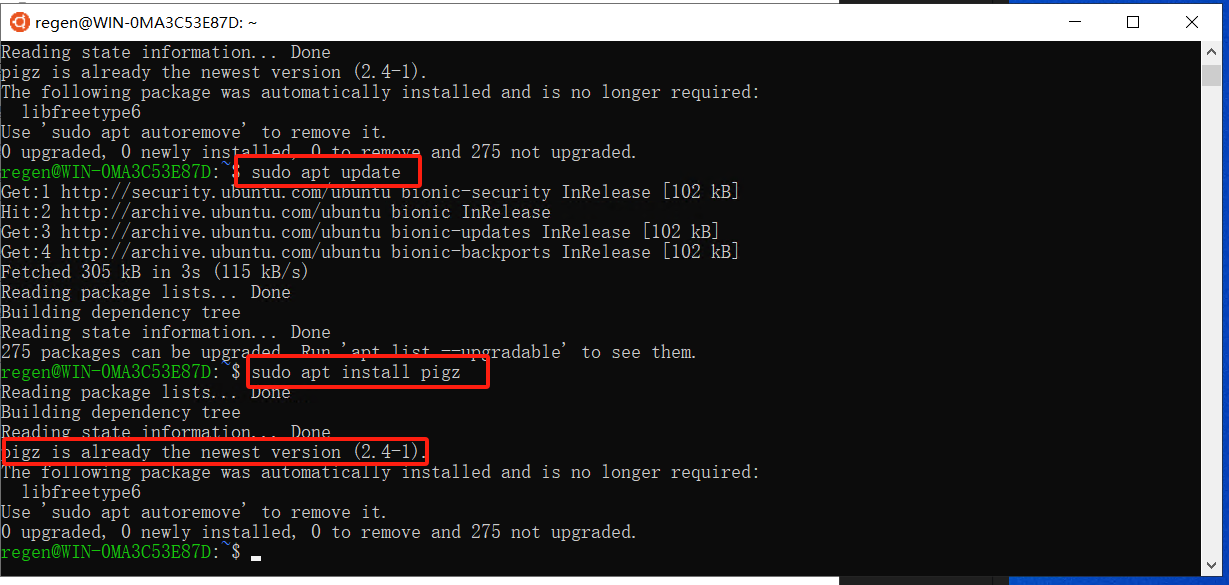 regen@WIN-0MA3C53E87D: ~
Reading state information... Done
pigz is already the newest version (2.4-1).
The following package was automatically installed and is no longer required:
  libfreetype6
Use 'sudo apt autoremove' to remove it.
0 upgraded, 0 newly installed, 0 to remove and 275 not upgraded.
regen@WIN-0MA3C53E87D:~$ sudo apt update
Get:1 http://security.ubuntu.com/ubuntu bionic-security InRelease [102 kB]
Hit:2 http://archive.ubuntu.com/ubuntu bionic InRelease
Get:3 http://archive.ubuntu.com/ubuntu bionic-updates InRelease [102 kB]
Get:4 http://archive.ubuntu.com/ubuntu bionic-backports InRelease [102 kB]
Fetched 305 kB in 3s (115 kB/s)
Reading package lists... Done
Building dependency tree
Reading state information... Done
275 packages can be upgraded. Run 'apt list --upgradable' to see them.
regen@WIN-0MA3C53E87D:~$ sudo apt install pigz
Reading package lists... Done
Building dependency tree
Reading state information... Done
pigz is already the newest version (2.4-1).
The following package was automatically installed and is no longer required:
  libfreetype6
Use 'sudo apt autoremove' to remove it.
0 upgraded, 0 newly installed, 0 to remove and 275 not upgraded.
regen@WIN-0MA3C53E87D:~$